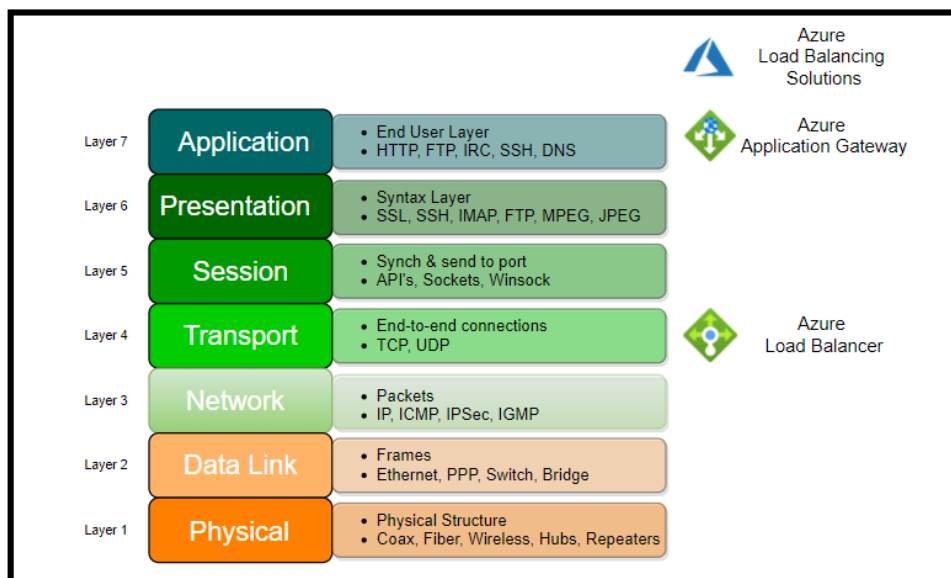 Azure
Load Balancing
Solutions
Layer 7
Application
• End User Layer
• HTTP, FTP, IRC, SSH, DNS
Azure
Application Gateway
Layer 6
Presentation
• Syntax Layer
• SSL, SSH, IMAP, FTP, MPEG, JPEG
Layer 5
Session
• Synch & send to port
• API's, Sockets, Winsock
Layer 4
Transport
• End-to-end connections
• TCP, UDP
Azure
Load Balancer
Layer 3
Network
• Packets
• IP, ICMP, IPSec, IGMP
Layer 2
Data Link
• Frames
• Ethernet, PPP, Switch, Bridge
Layer 1
Physical
• Physical Structure
• Coax, Fiber, Wireless, Hubs, Repeaters